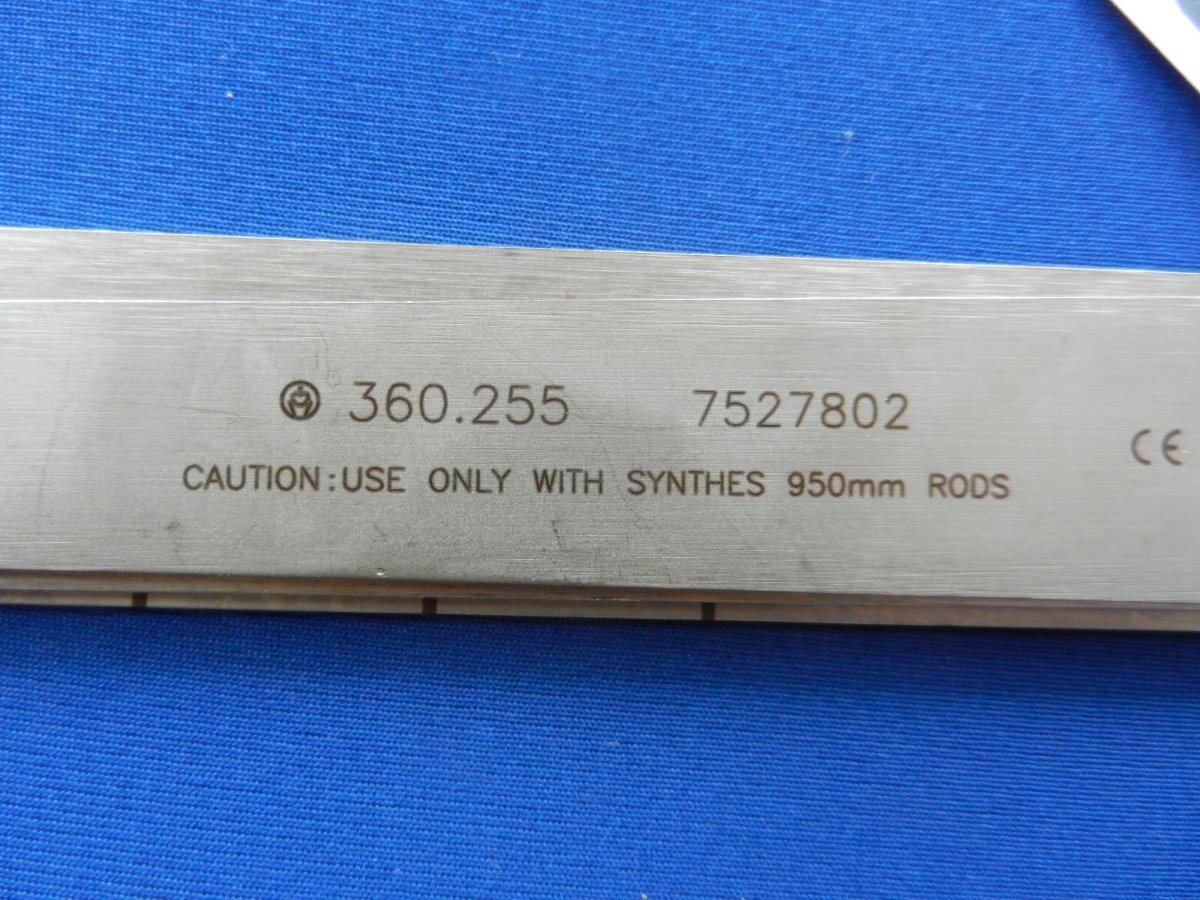 360.255 7527802
CE
CAUTION:USE ONLY WITH SYNTHES 950mm RODS